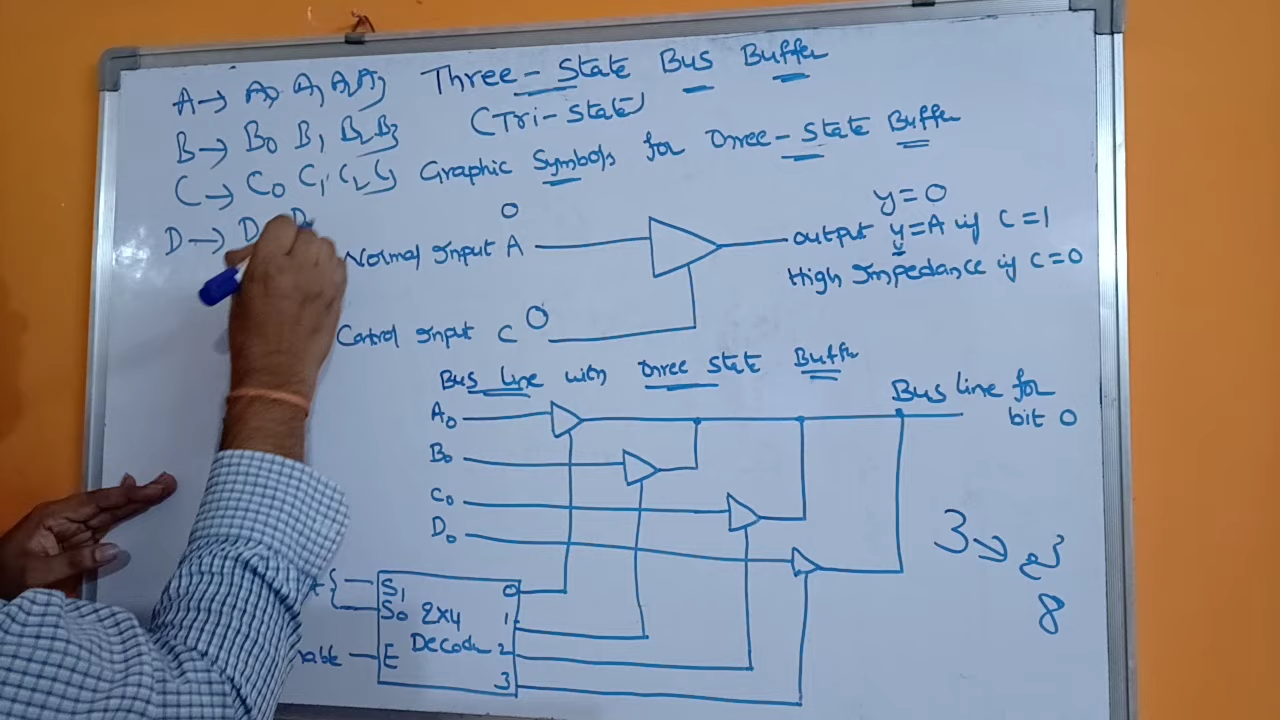 Three-State Bus Buffer
(Tri-State)
A→ A0 A1 A2 A3
B→ B0 B1 B2 B3
C→ C0 C1 C2 C3
D→ D0 D
Graphic Symbols for three-State Buffer
0
Normal Input A
Y=0
output y=A if C=1
High Impedance if C=0
Control Input C 0
Bus line with three state Buffer
Bus line for
bit 0
A0
B0
C0
D0
S1 0
S0 2x4 1
Decoder 2
E
3
3→ 2^3
8